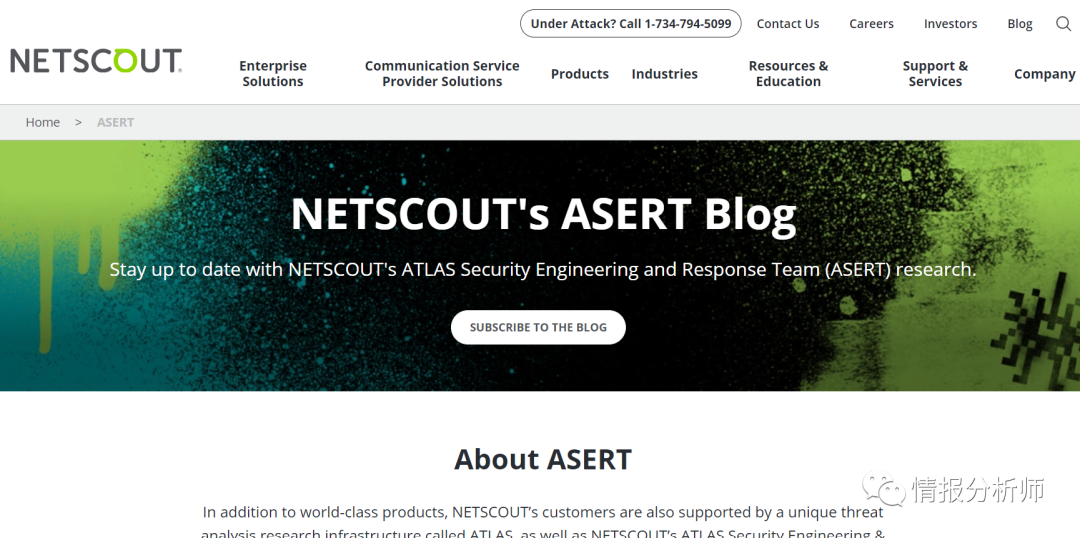 Under Attack? Call 1-734-794-5099 Contact Us Careers Investors Blog
NETSCOUT
Enterprise Solutions
Communication Service Provider Solutions
Products
Industries
Resources & Education
Support & Services
Company
Home > ASERT
NETSCOUT's ASERT Blog
Stay up to date with NETSCOUT's ATLAS Security Engineering and Response Team (ASERT) research.
SUBSCRIBE TO THE BLOG
About ASERT
情报分析师
In addition to world-class products, NETSCOUT's customers are also supported by a unique threat
analysis research infrastructure called ATLAS, as well as NETSCOUT's ATLAS Security Engineering &